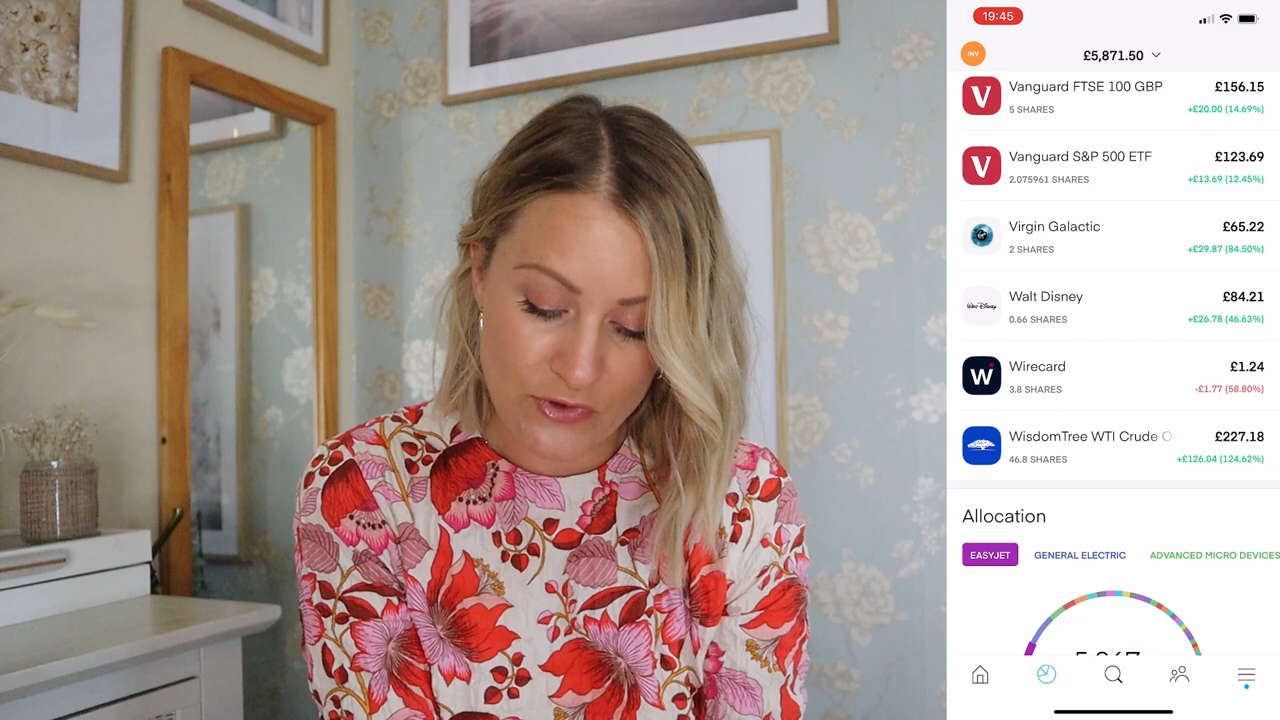 19:45
INV
£5,871.50
Vanguard FTSE 100 GBP
£156.15
5 SHARES
+£20.00 (14.69%)
Vanguard S&P 500 ETF
£123.69
2.075961 SHARES
+£13.69 (12.45%)
Virgin Galactic
£65.22
2 SHARES
+£29.87 (84.50%)
Walt Disney
£84.21
Walt Disney
0.66 SHARES
+£26.78 (46.63%)
Wirecard
£1.24
W
3.8 SHARES
-£1.77 (58.80%)
WisdomTree WTI Crude O
£227.18
46.8 SHARES
+£126.04 (124.62%)
Allocation
EASYJET GENERAL ELECTRIC ADVANCED MICRO DEVICES